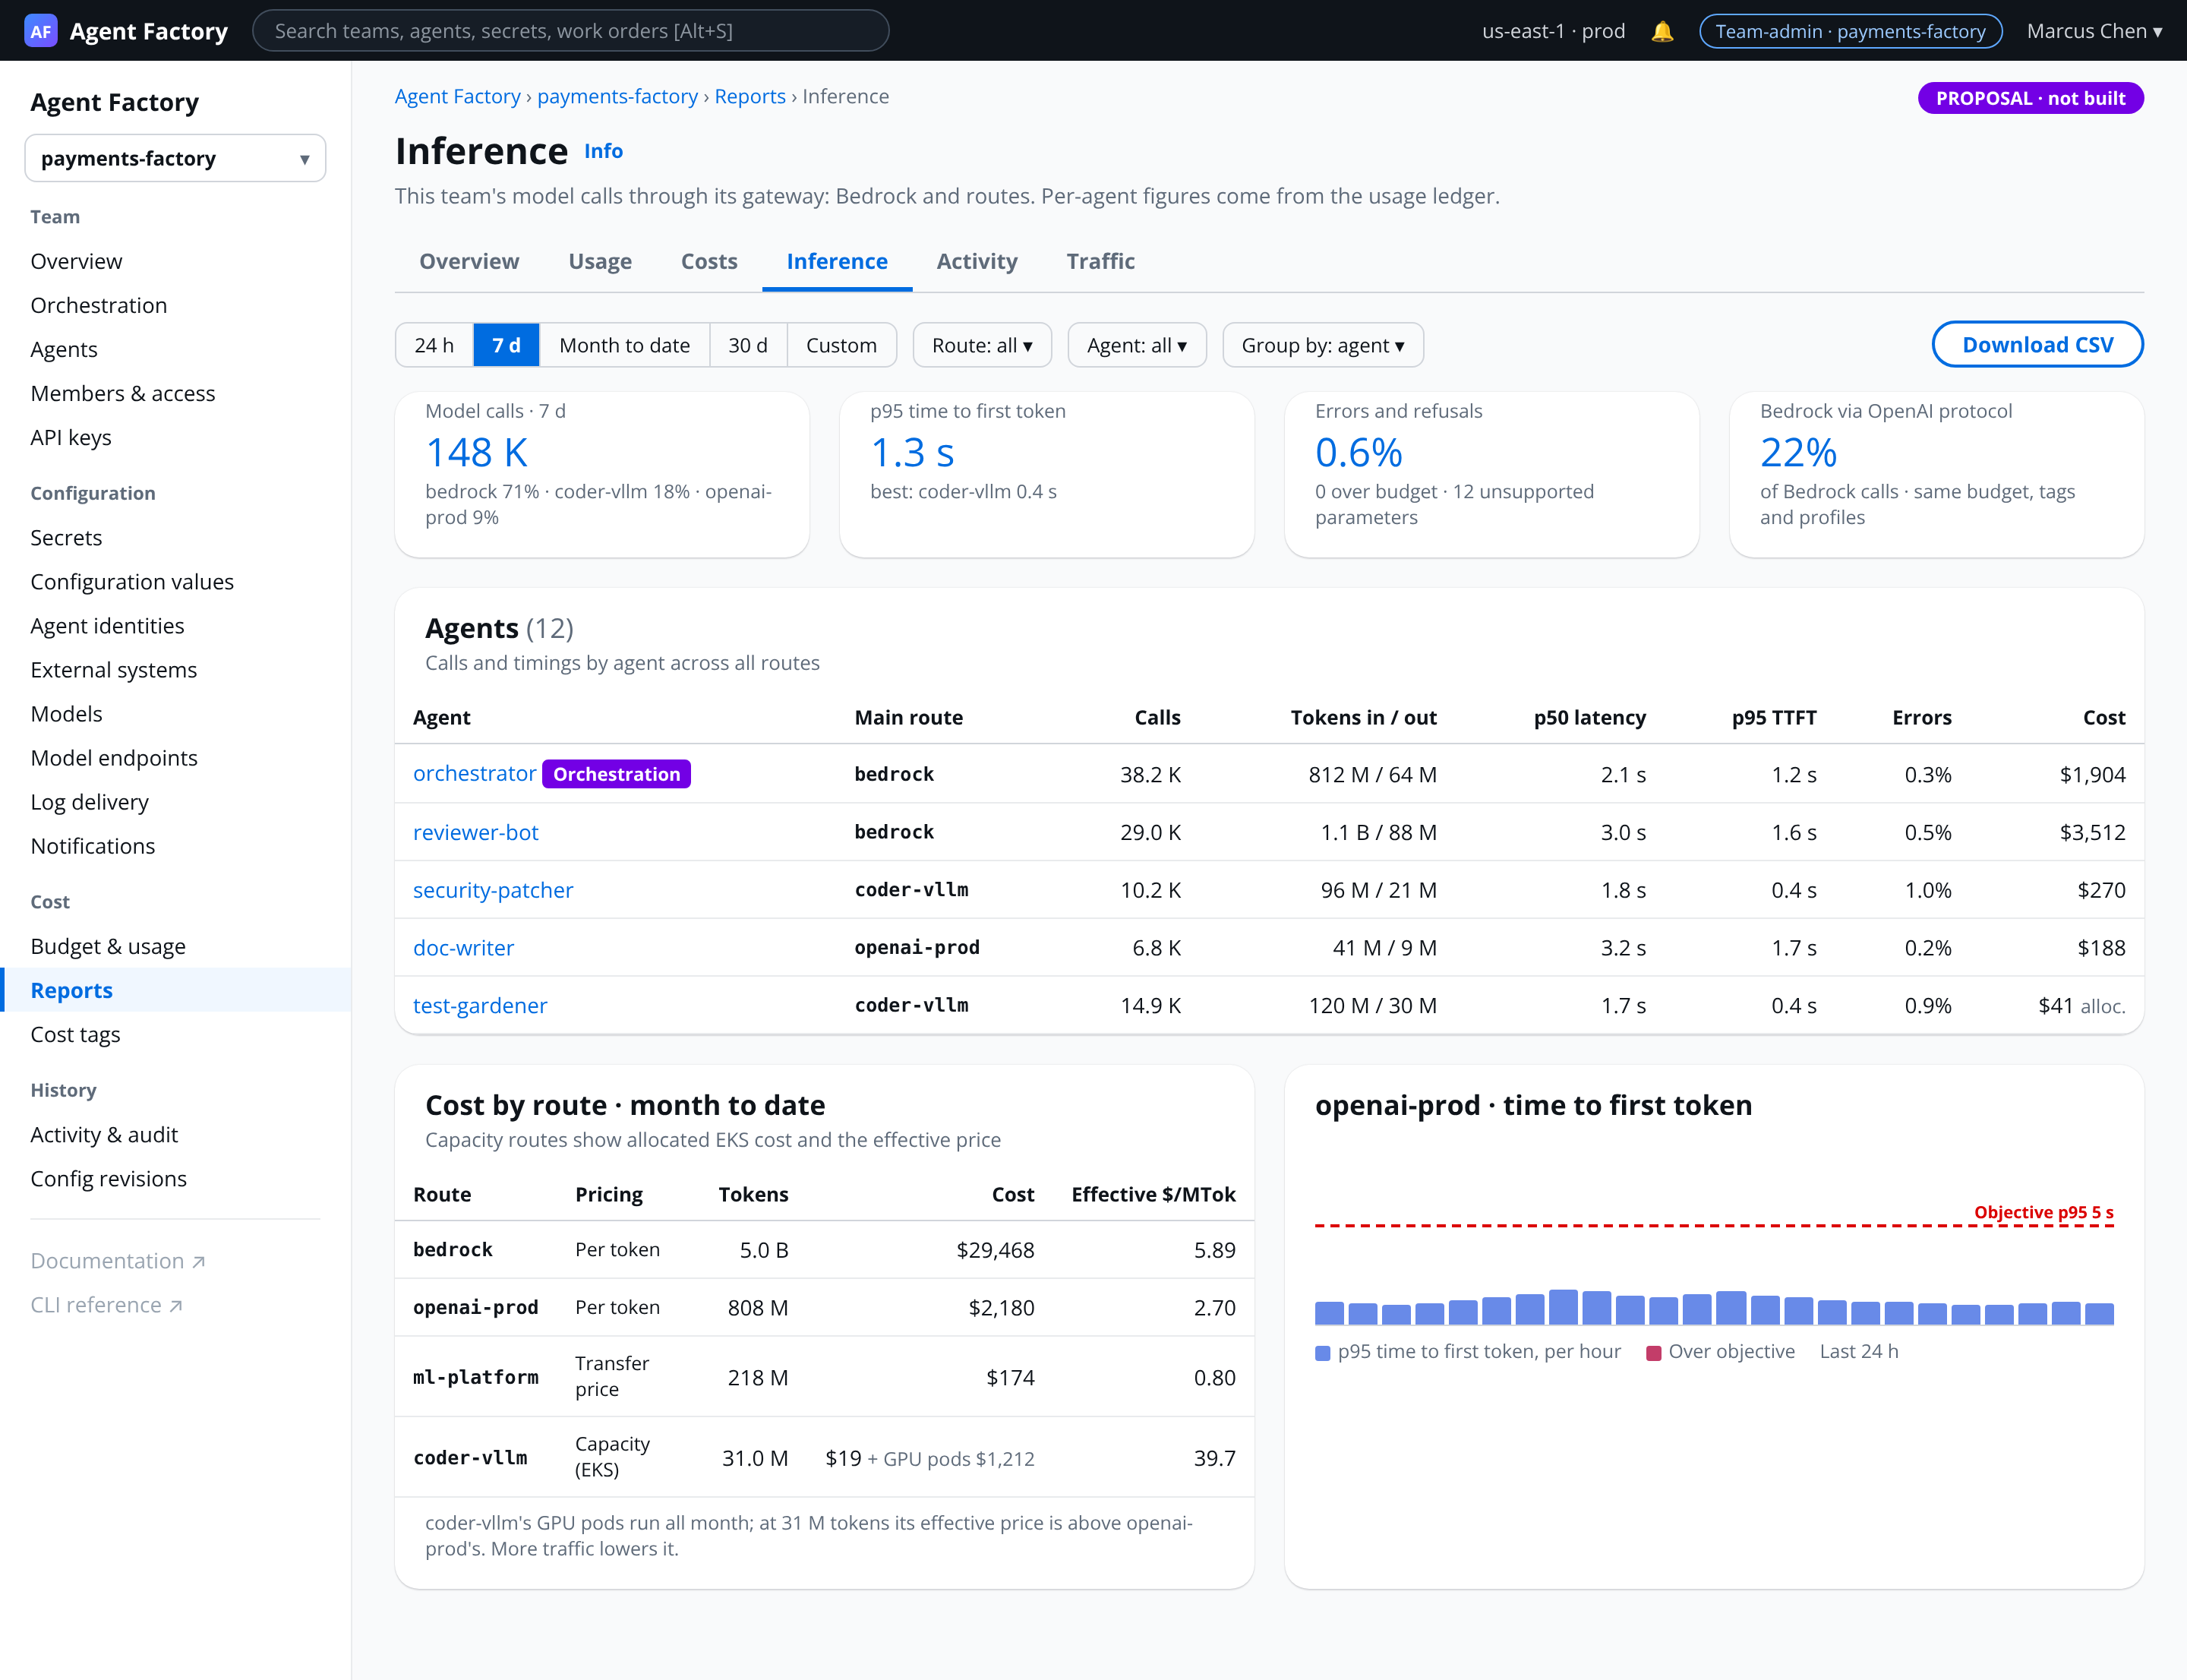 AF Agent Factory Search teams, agents, secrets, work orders [Alt+S] us-east-1 · prod 🔔 Team-admin · payments-factory Marcus Chen ▾
Agent Factory
payments-factory ▾
Team
Overview
Orchestration
Agents
Members & access
API keys
Configuration
Secrets
Configuration values
Agent identities
External systems
Models
Model endpoints
Log delivery
Notifications
Cost
Budget & usage
Reports
Cost tags
History
Activity & audit
Config revisions
Documentation ↗
CLI reference ↗
Agent Factory › payments-factory › Reports › Inference
PROPOSAL · not built
Inference Info
This team's model calls through its gateway: Bedrock and routes. Per-agent figures come from the usage ledger.
Overview Usage Costs Inference Activity Traffic
24 h 7 d Month to date 30 d Custom Route: all ▾ Agent: all ▾ Group by: agent ▾ Download CSV
Model calls · 7 d
148 K
bedrock 71% · coder-vllm 18% · openai-
prod 9%
p95 time to first token
1.3 s
best: coder-vllm 0.4 s
Errors and refusals
0.6%
0 over budget · 12 unsupported
parameters
Bedrock via OpenAI protocol
22%
of Bedrock calls · same budget, tags
and profiles
Agents (12)
Calls and timings by agent across all routes
Agent Main route Calls Tokens in / out p50 latency p95 TTFT Errors Cost
orchestrator Orchestration bedrock 38.2 K 812 M / 64 M 2.1 s 1.2 s 0.3% $1,904
reviewer-bot bedrock 29.0 K 1.1 B / 88 M 3.0 s 1.6 s 0.5% $3,512
security-patcher coder-vllm 10.2 K 96 M / 21 M 1.8 s 0.4 s 1.0% $270
doc-writer openai-prod 6.8 K 41 M / 9 M 3.2 s 1.7 s 0.2% $188
test-gardener coder-vllm 14.9 K 120 M / 30 M 1.7 s 0.4 s 0.9% $41 alloc.
Cost by route · month to date
Capacity routes show allocated EKS cost and the effective price
Route Pricing Tokens Cost Effective $/MTok
bedrock Per token 5.0 B $29,468 5.89
openai-prod Per token 808 M $2,180 2.70
ml-platform Transfer price 218 M $174 0.80
coder-vllm Capacity (EKS) 31.0 M $19 + GPU pods $1,212 39.7
coder-vllm's GPU pods run all month; at 31 M tokens its effective price is above openai-
prod's. More traffic lowers it.
openai-prod · time to first token
Objective p95 5 s
p95 time to first token, per hour Over objective Last 24 h